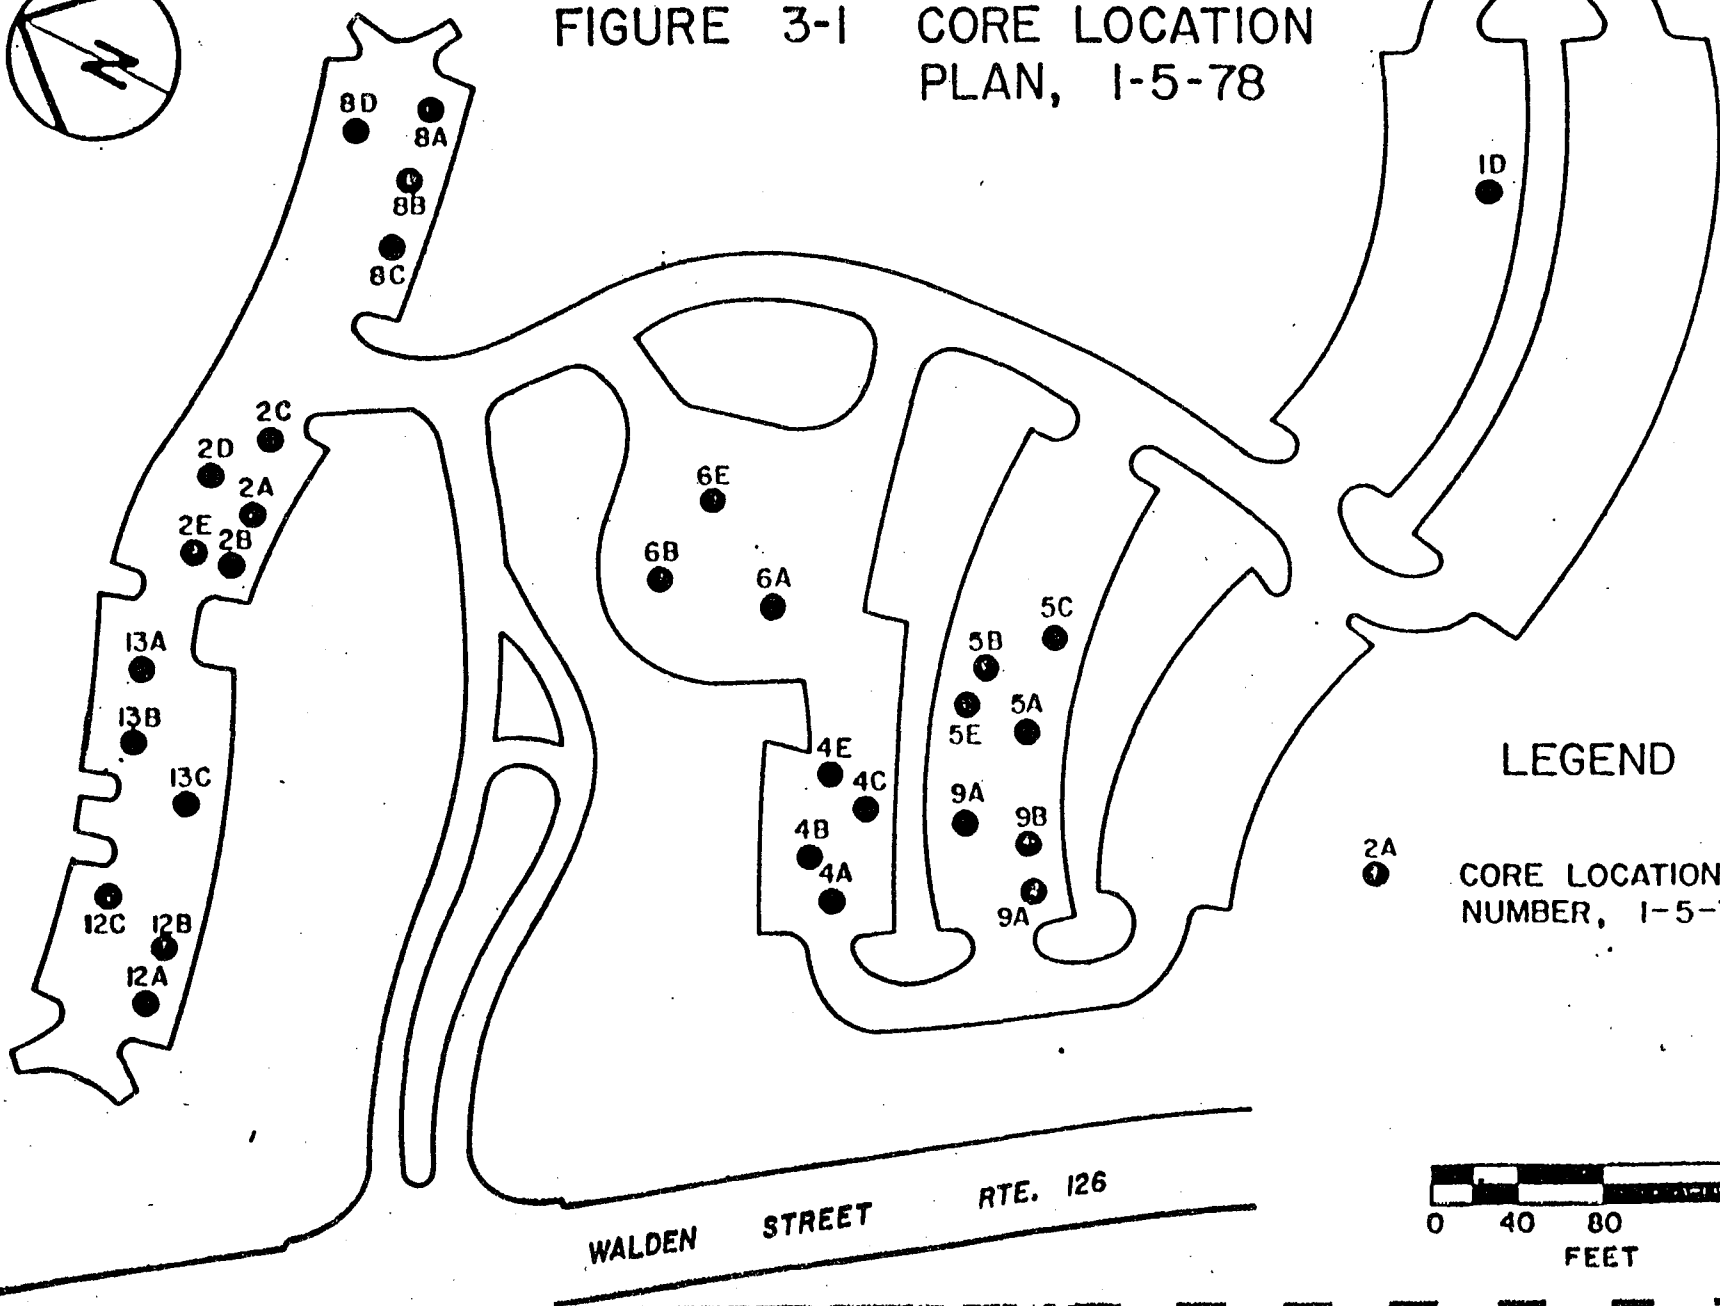 FIGURE 3-1 CORE LOCATION
PLAN, 1-5-78
N
8D
8A
8B
8C
1D
2C
2D
2A
2E
2B
6E
6B
6A
13A
13B
13C
5C
5B
5A
5E
4E
4C
4B
4A
9A
9B
9A
12C
12B
12A
LEGEND
2A
CORE LOCATION
NUMBER, 1-5-
WALDEN STREET RTE. 126
0 40 80
FEET